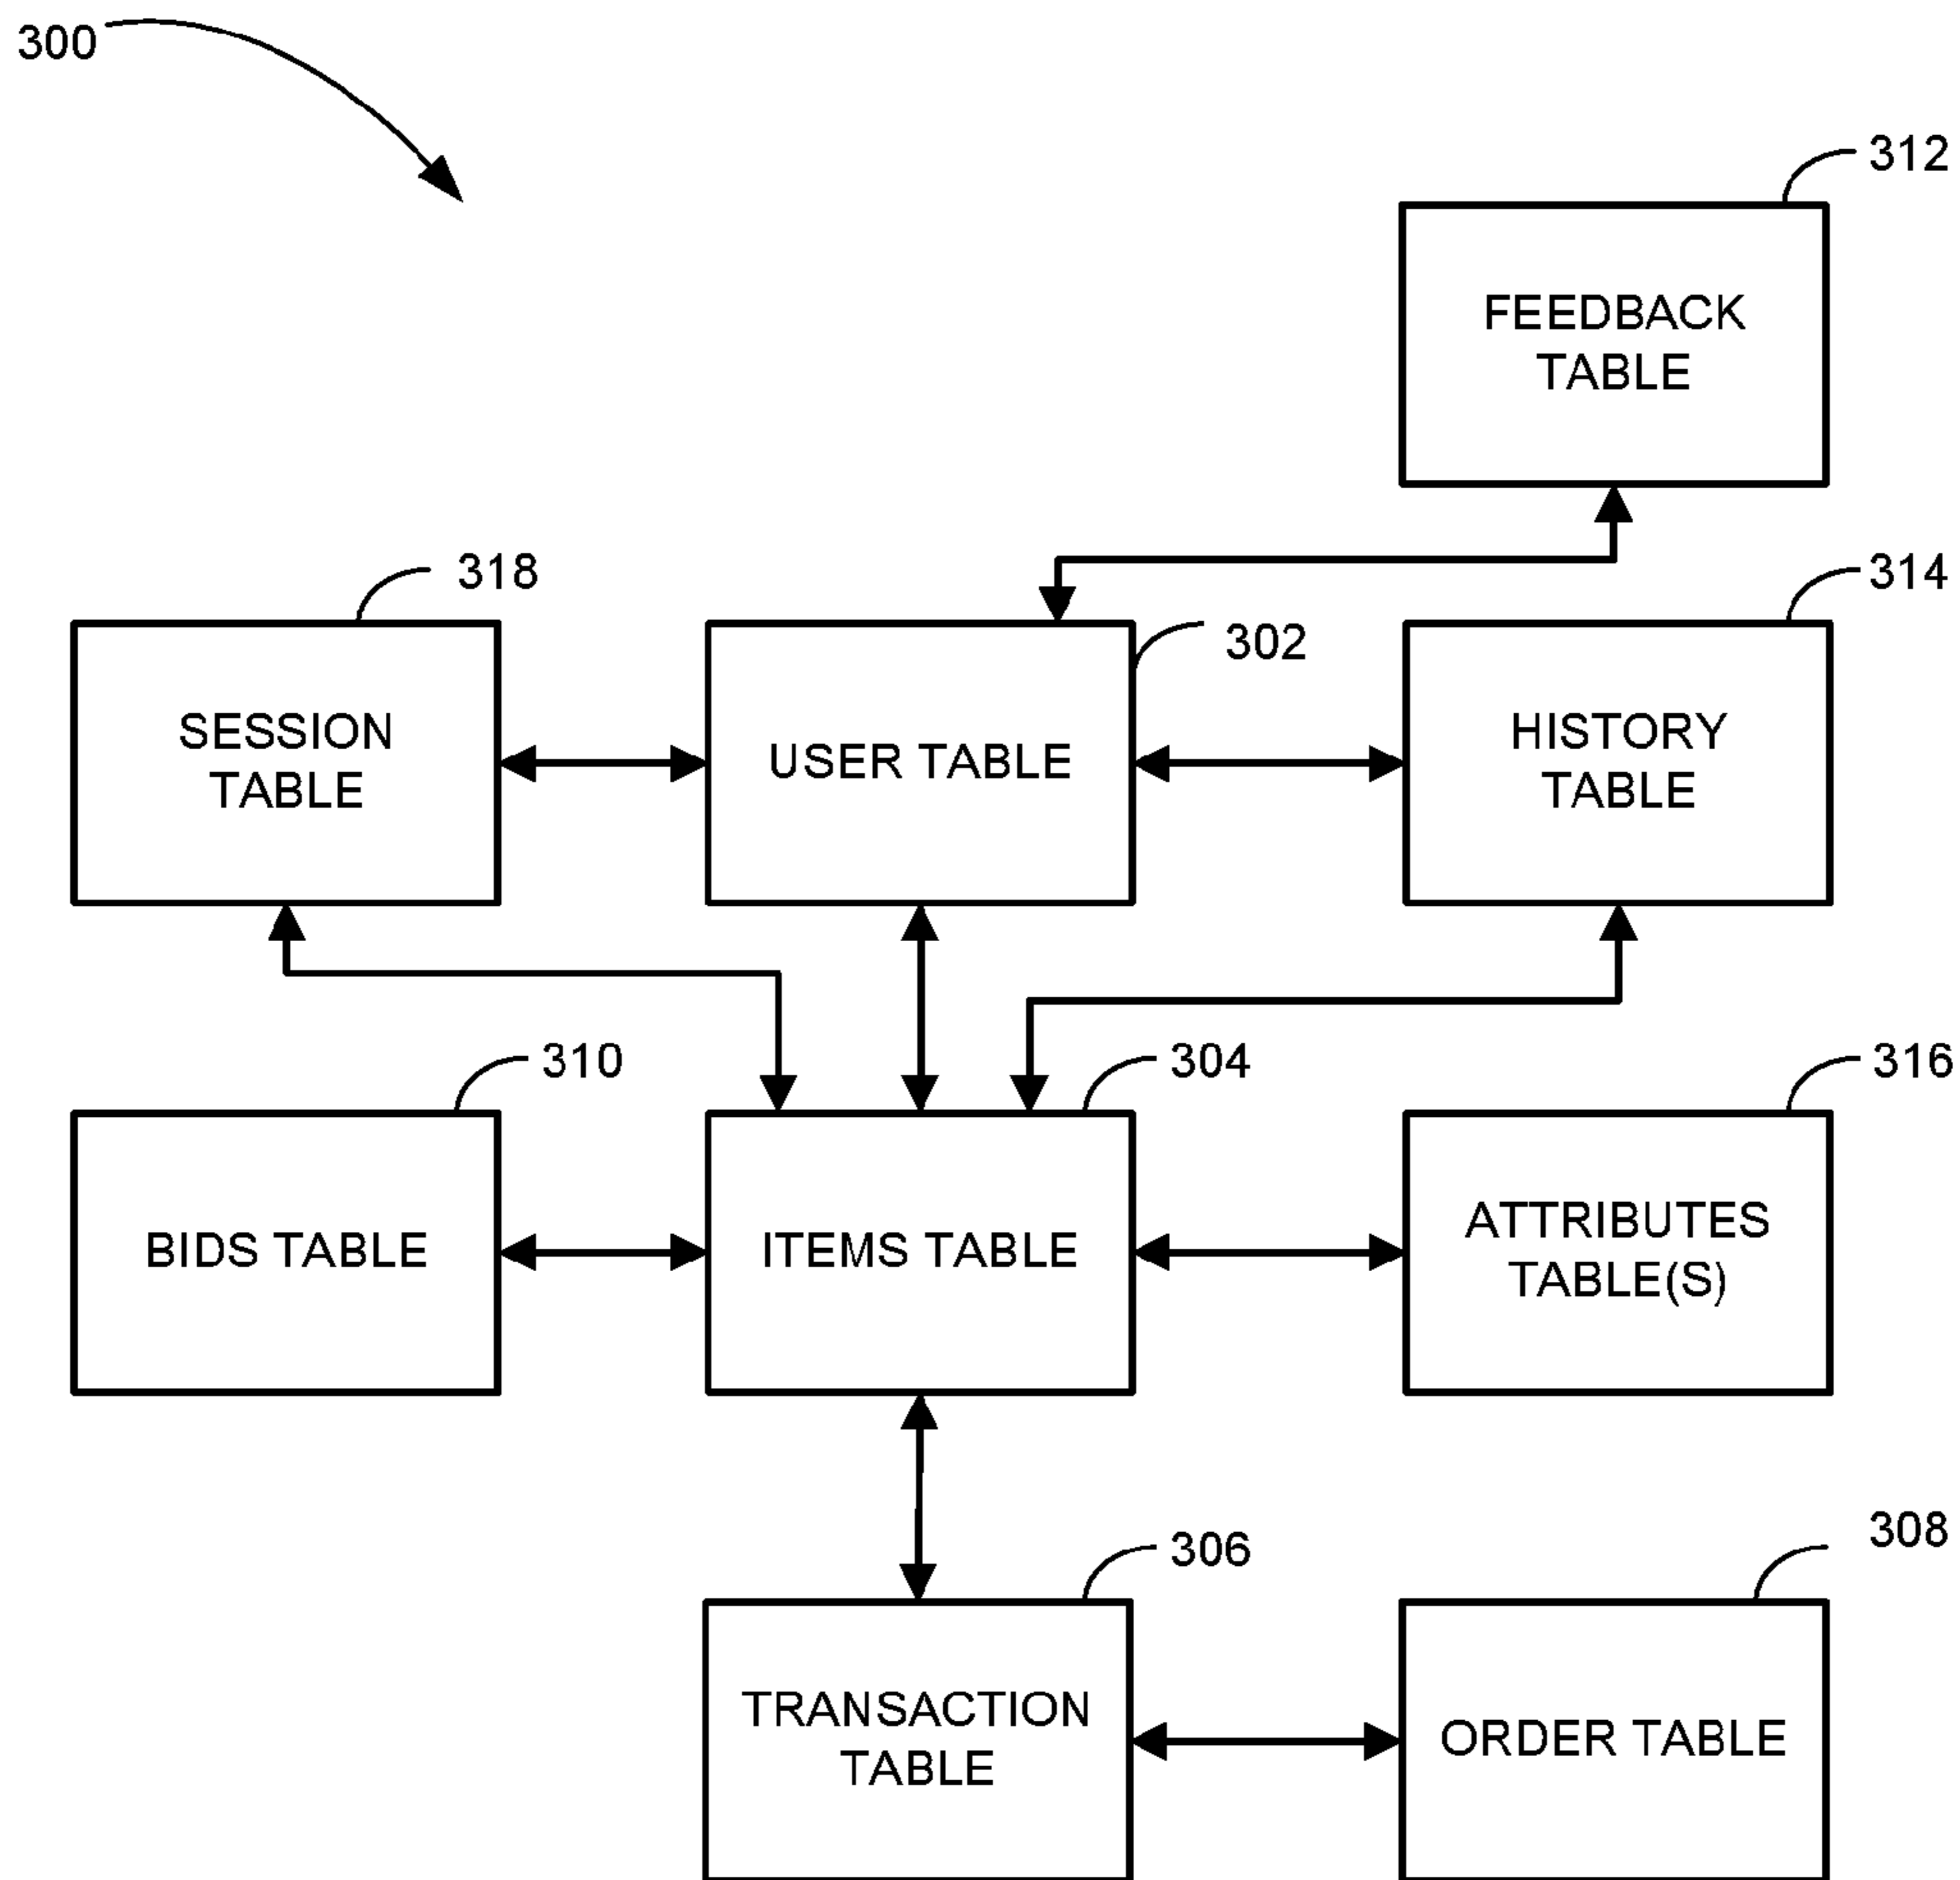 300
312
FEEDBACK
TABLE
318
302
314
SESSION
TABLE
USER TABLE
HISTORY
TABLE
310
304
316
BIDS TABLE
ITEMS TABLE
ATTRIBUTES
TABLE(S)
306
308
TRANSACTION
TABLE
ORDER TABLE